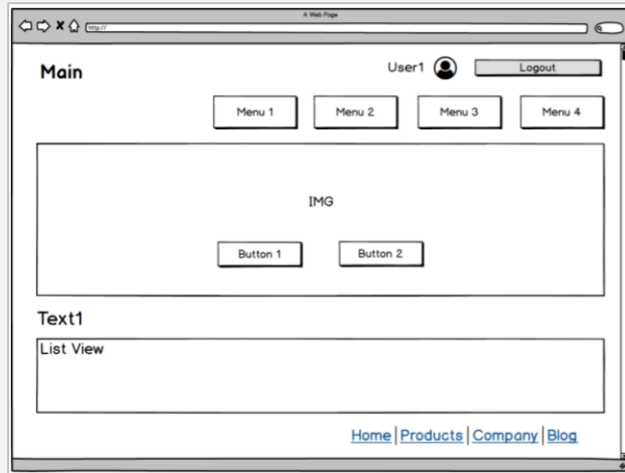 A Web Page
http://
Main
User1
Logout
Menu 1
Menu 2
Menu 3
Menu 4
IMG
Button 1
Button 2
Text1
List View
Home
Products
Company
Blog